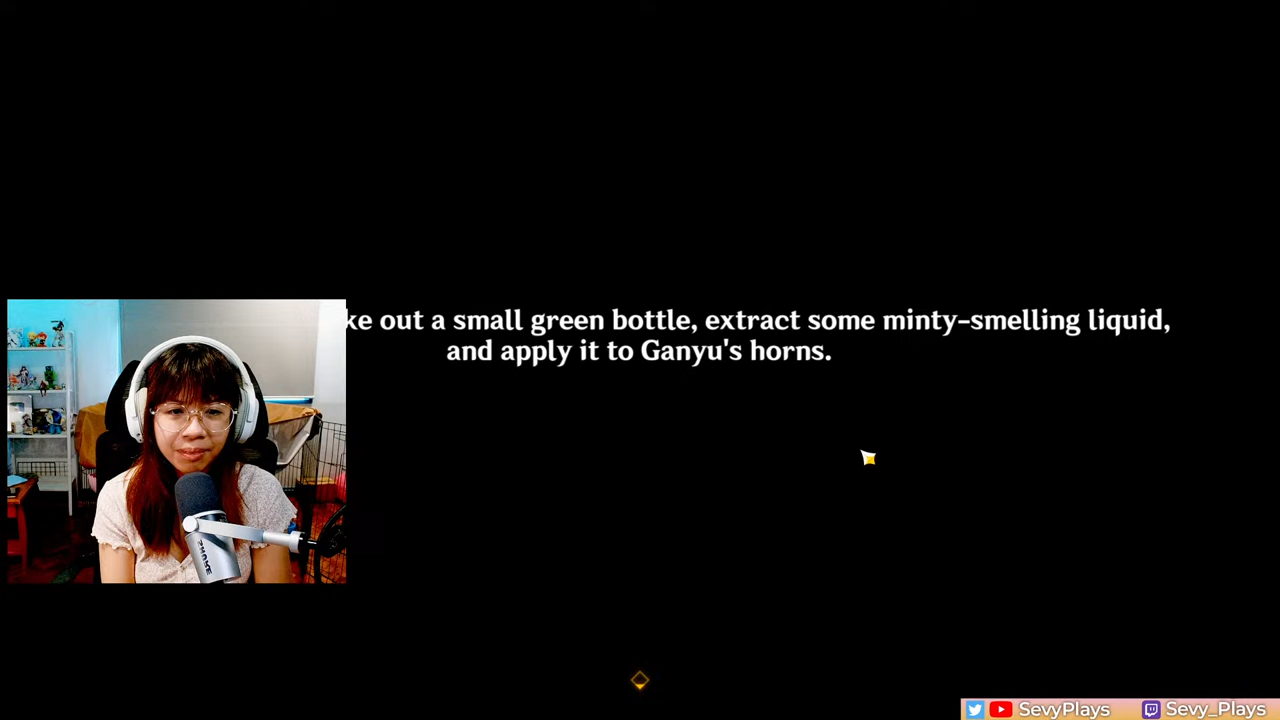 ke out a small green bottle, extract some minty-smelling liquid,
and apply it to Ganyu's horns.
SevyPlays Sevy_Plays